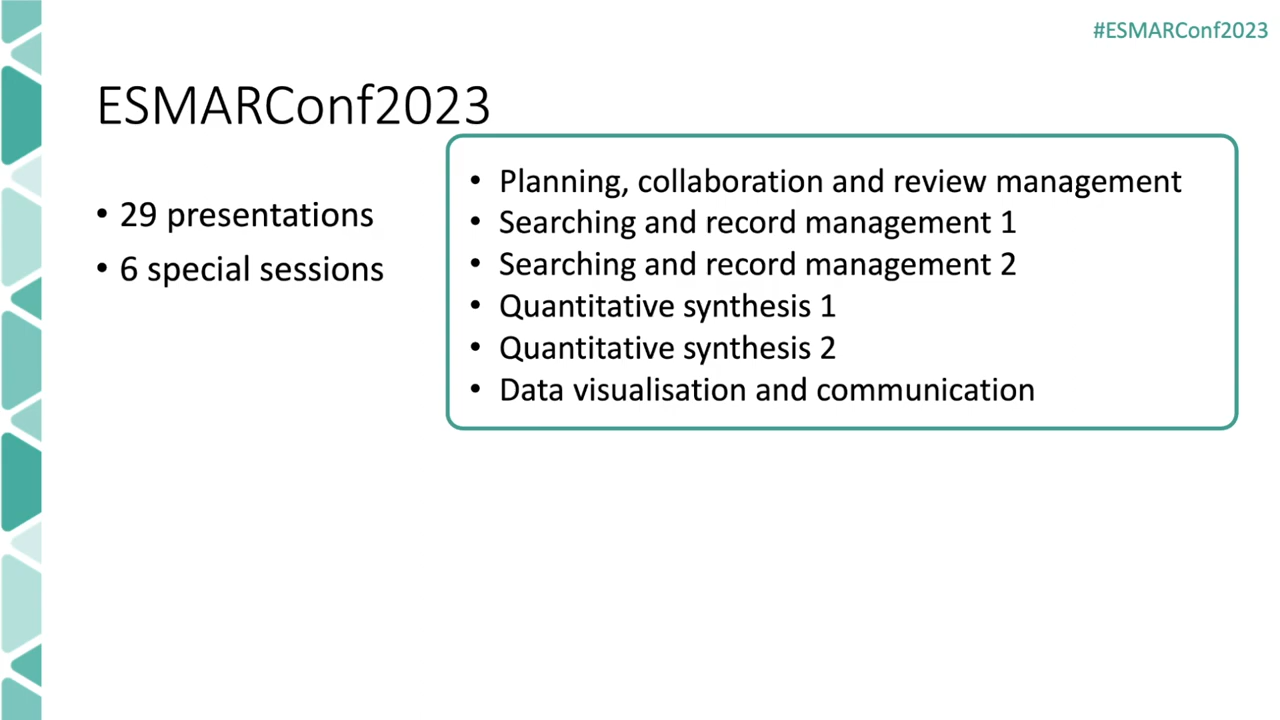 #ESMARConf2023
ESMARConf2023
• 29 presentations
• 6 special sessions
• Planning, collaboration and review management
• Searching and record management 1
• Searching and record management 2
• Quantitative synthesis 1
• Quantitative synthesis 2
• Data visualisation and communication